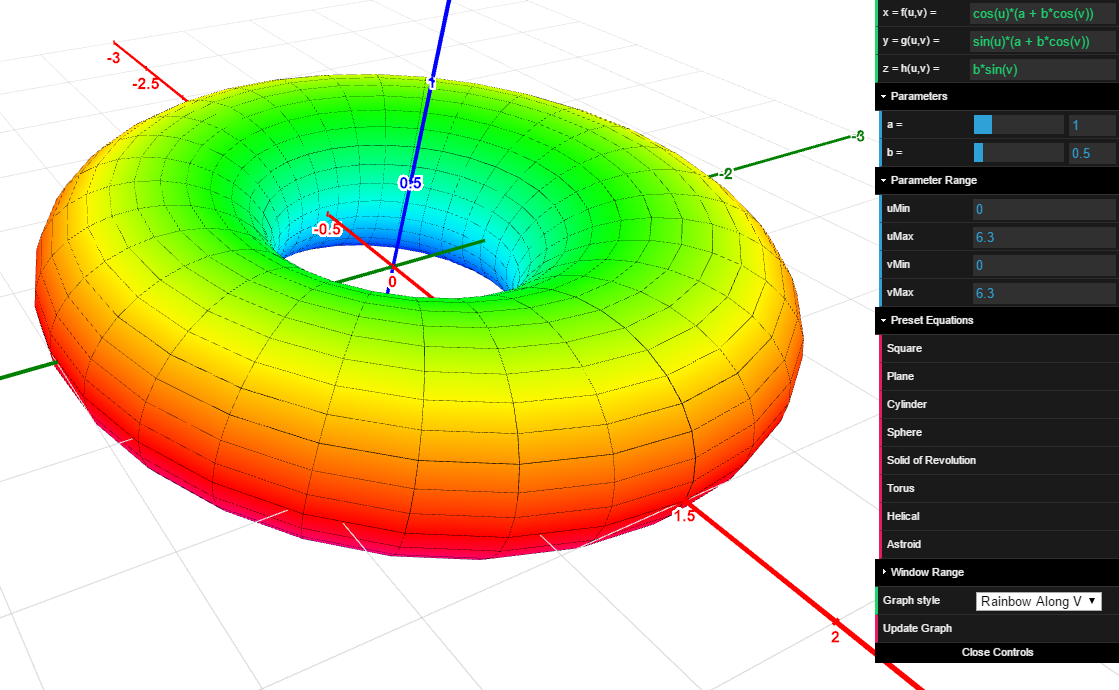 -3
-2.5
1
-3
-2
0.5
-0.5
0
1.5
2
x = f(u,v) = cos(u)*(a + b*cos(v))
y = g(u,v) = sin(u)*(a + b*cos(v))
z = h(u,v) = b*sin(v)
Parameters
a = 1
b = 0.5
Parameter Range
uMin 0
uMax 6.3
vMin 0
vMax 6.3
Preset Equations
Square
Plane
Cylinder
Sphere
Solid of Revolution
Torus
Helical
Astroid
Window Range
Graph style Rainbow Along V
Update Graph
Close Controls